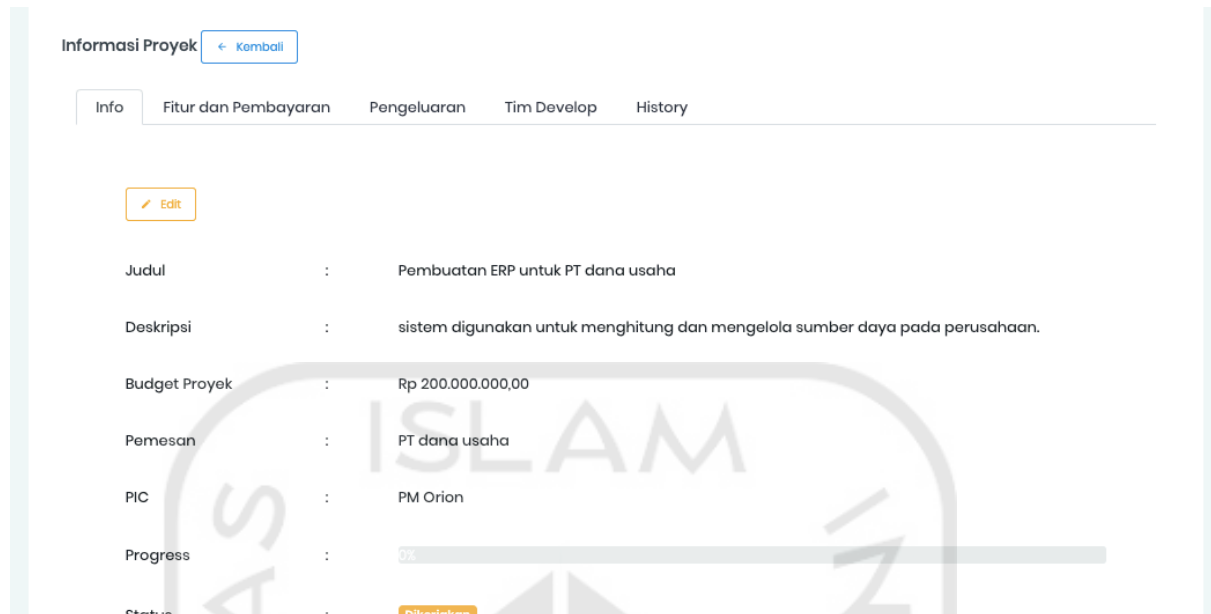 Informasi Proyek ← Kembali
Info Fitur dan Pembayaran Pengeluaran Tim Develop History
Edit
Judul : Pembuatan ERP untuk PT dana usaha
Deskripsi : sistem digunakan untuk menghitung dan mengelola sumber daya pada perusahaan.
Budget Proyek : Rp 200.000.000,00
ISLAM
Pemesan : PT dana usaha
PIC : PM Orion
Progress : 0%
Status : Dikerjakan